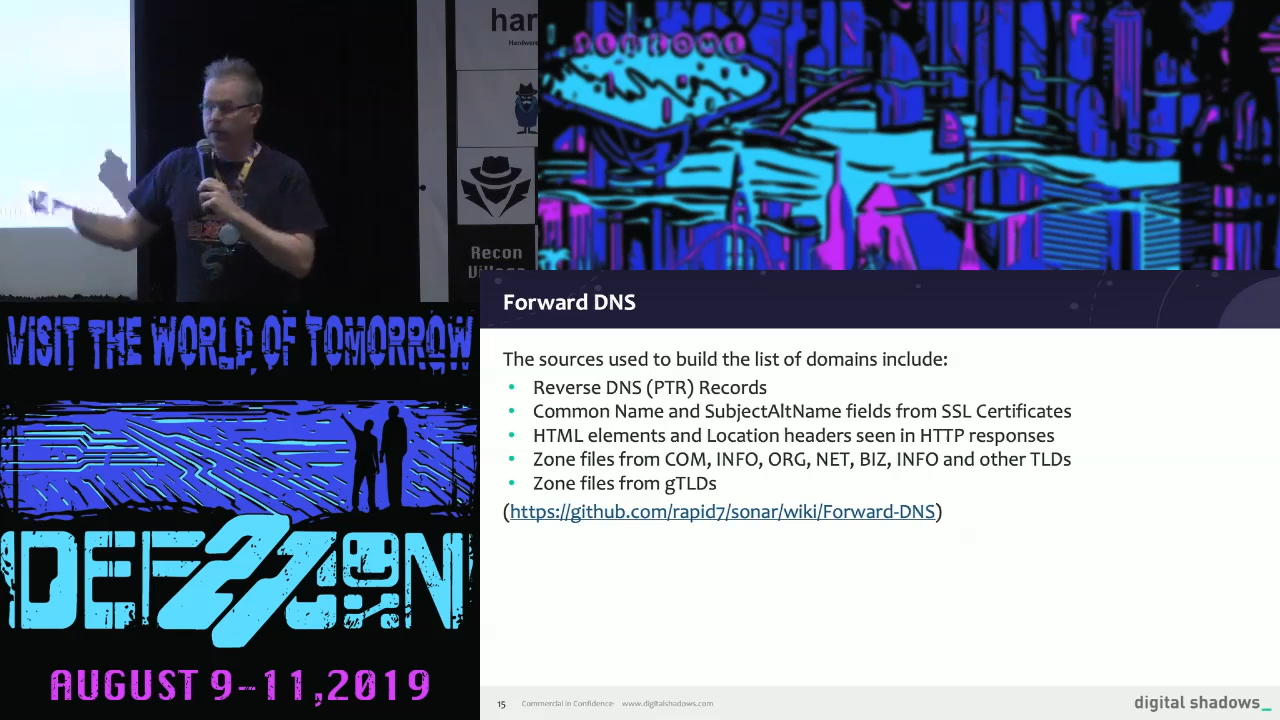 har
Hardware
Recon
WELCOME
VISIT THE WORLD OF TOMORROW
DEF CON
27
AUGUST 9-11,2019
Forward DNS
The sources used to build the list of domains include:
• Reverse DNS (PTR) Records
• Common Name and SubjectAltName fields from SSL Certificates
• HTML elements and Location headers seen in HTTP responses
• Zone files from COM, INFO, ORG, NET, BIZ, INFO and other TLDs
• Zone files from gTLDs
(https://github.com/rapid7/sonar/wiki/Forward-DNS)
15 Commercial in Confidence· www.digitalshadows.com
digital shadows_